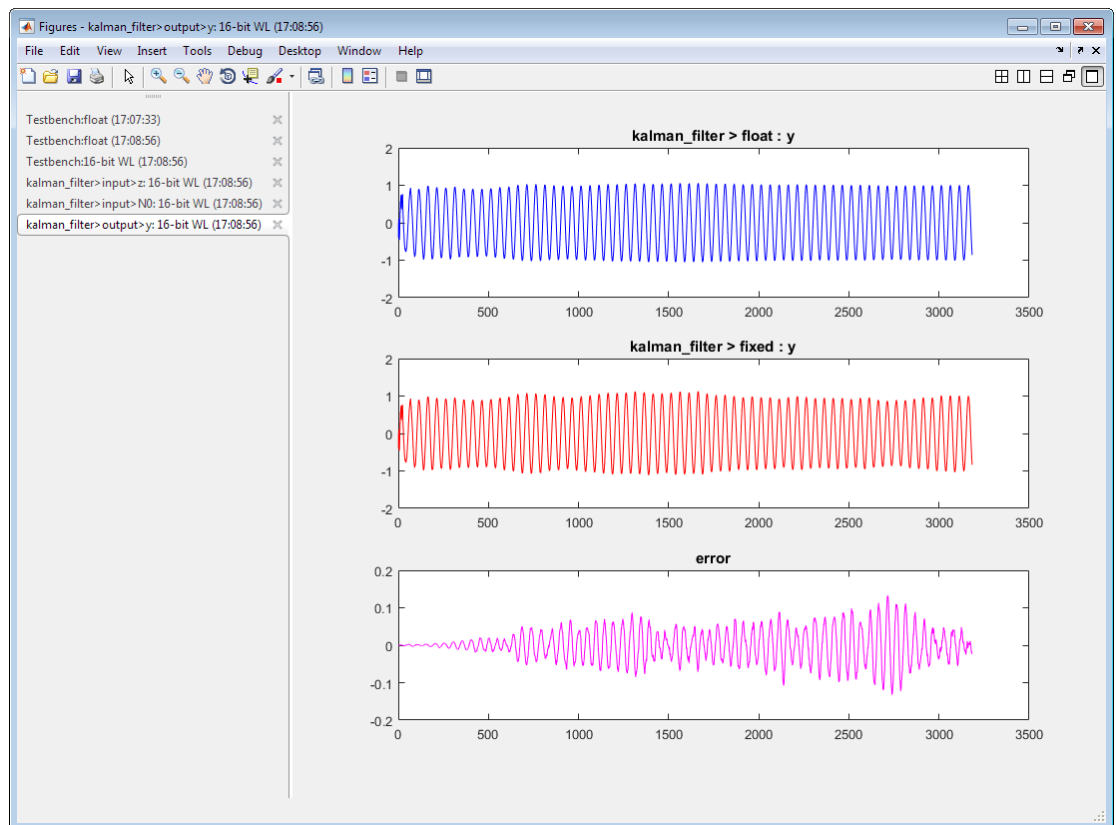 Figures - kalman_filter>output>y: 16-bit WL (17:08:56)
File Edit View Insert Tools Debug Desktop Window Help
Testbench:float (17:07:33)
Testbench:float (17:08:56)
Testbench:16-bit WL (17:08:56)
kalman_filter>input>z: 16-bit WL (17:08:56)
kalman_filter>input>N0: 16-bit WL (17:08:56)
kalman_filter>output>y: 16-bit WL (17:08:56)
kalman_filter > float : y
2
1
0
-1
-2
0 500 1000 1500 2000 2500 3000 3500
kalman_filter > fixed : y
2
1
0
-1
-2
0 500 1000 1500 2000 2500 3000 3500
error
0.2
0.1
0
-0.1
-0.2
0 500 1000 1500 2000 2500 3000 3500